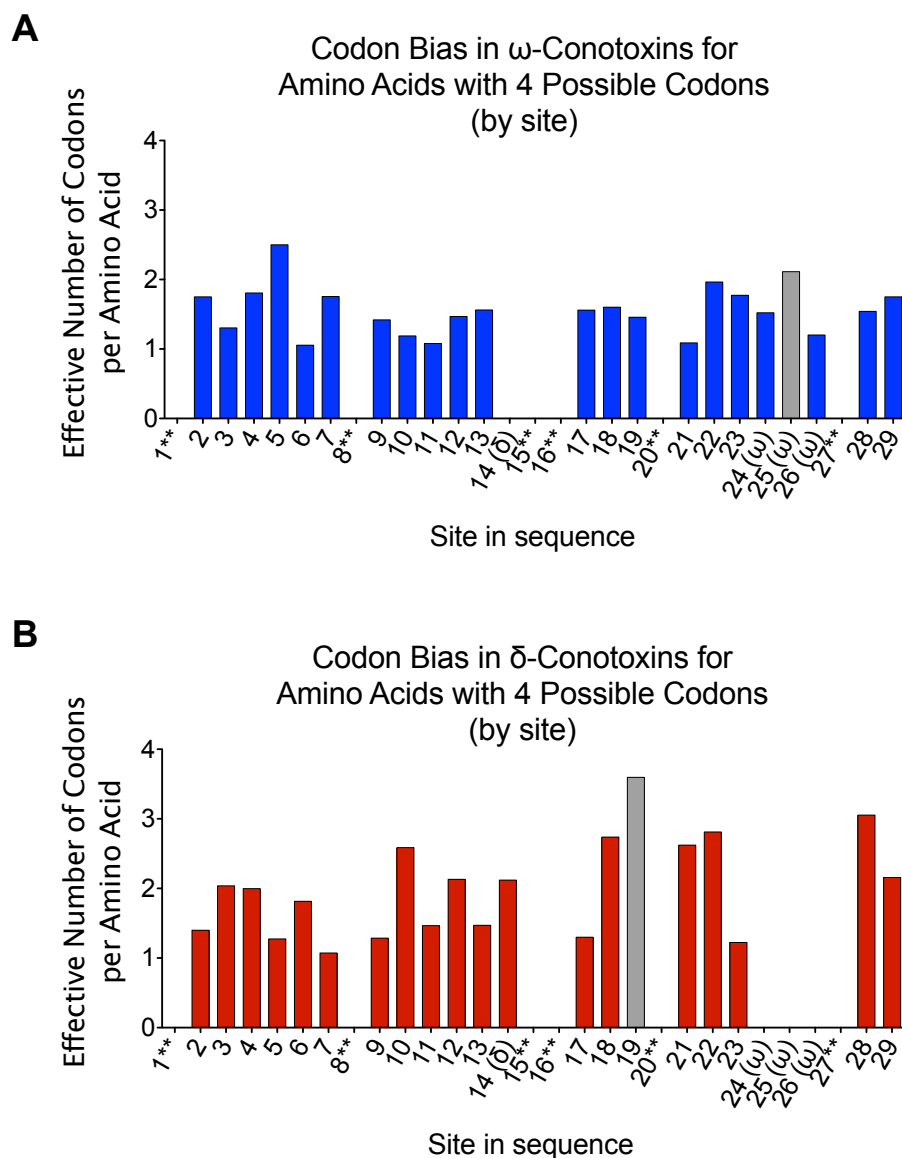 A
Codon Bias in ω-Conotoxins for
Amino Acids with 4 Possible Codons
(by site)
Effective Number of Codons
per Amino Acid
4
3
2
1
0
1** 2 3 4 5 6 7 8** 9 10 11 12 13 14 (δ) 15** 16** 17 18 19 20** 21 22 23 24 (ω) 25 (ω) 26 (ω) 27** 28 29
Site in sequence
B
Codon Bias in δ-Conotoxins for
Amino Acids with 4 Possible Codons
(by site)
Effective Number of Codons
per Amino Acid
4
3
2
1
0
1** 2 3 4 5 6 7 8** 9 10 11 12 13 14 (δ) 15** 16** 17 18 19 20** 21 22 23 24 (ω) 25 (ω) 26 (ω) 27** 28 29
Site in sequence